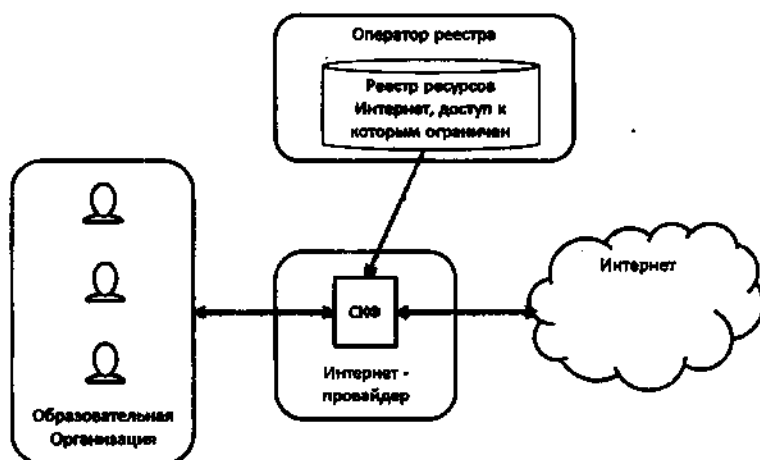 Оператор реестра
Реестр ресурсов
Интернет, доступ к
которым ограничен
Интернет
СКФ
Интернет -
провайдер
Образовательная
Организация